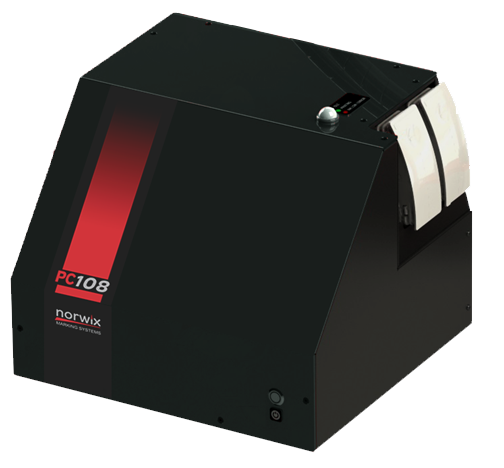 PC108
norwix
MARKING SYSTEMS